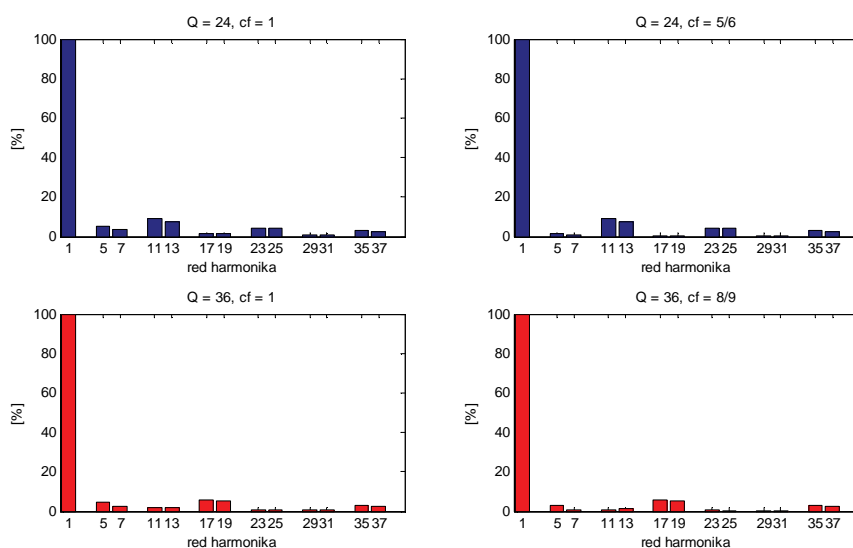 Q = 24, cf = 1
100
80
60
40
20
0
[%]
1 5 7 11 13 17 19 23 25 29 31 35 37
red harmonika
Q = 24, cf = 5/6
100
80
60
40
20
0
[%]
1 5 7 11 13 17 19 23 25 29 31 35 37
red harmonika
Q = 36, cf = 1
100
80
60
40
20
0
[%]
1 5 7 11 13 17 19 23 25 29 31 35 37
red harmonika
Q = 36, cf = 8/9
100
80
60
40
20
0
[%]
1 5 7 11 13 17 19 23 25 29 31 35 37
red harmonika